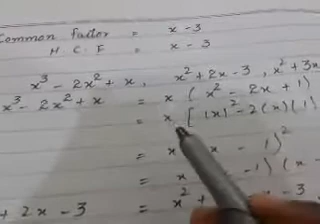 Common factor = x - 3
H.C.F = x - 3
x³ - 2x² + x, x² + 2x - 3, x² + 3x
x³ - 2x² + x = x (x² - 2x + 1)
= x [(x)² - 2(x)(1)
= x x - 1)²
= x - 1) (x -
+ 2x - 3 = x² + x - 3